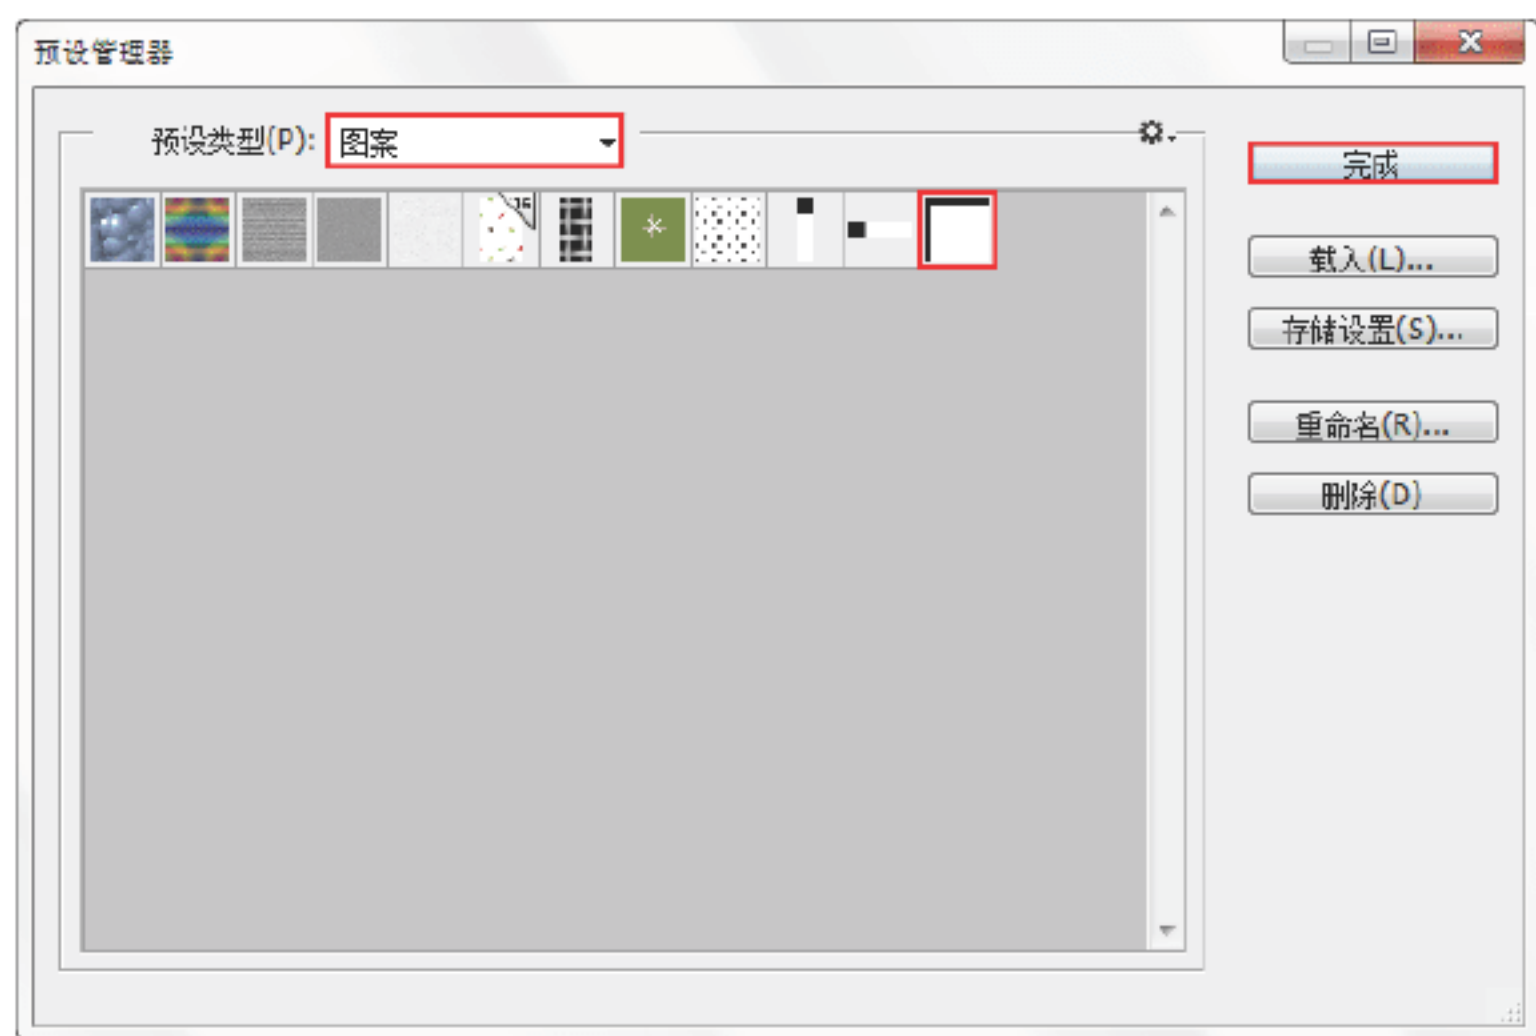 预设管理器
预设类型(P): 图案
完成
载入(L)...
存储设置(S)...
重命名(R)...
删除(D)